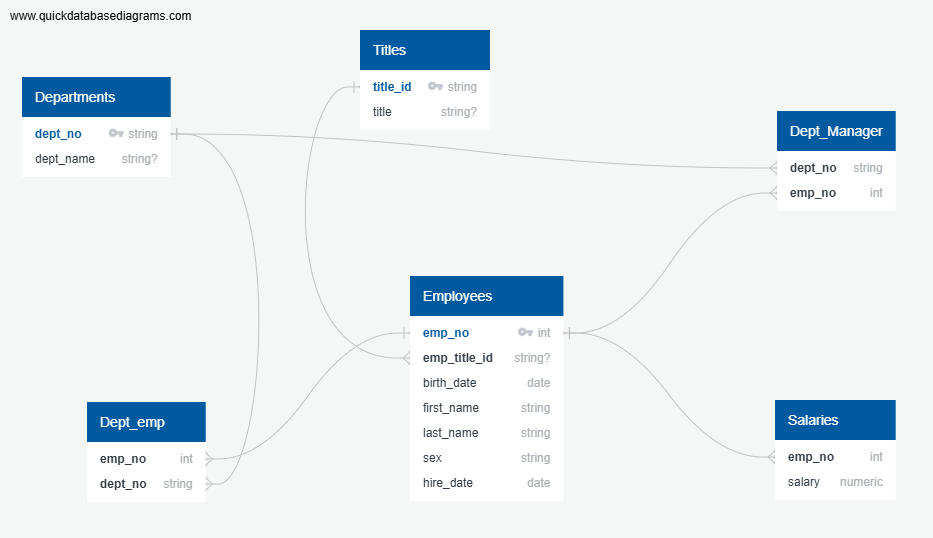 www.quickdatabasediagrams.com
Titles
title_id string
title string?
Departments
dept_no string
dept_name string?
Dept_Manager
dept_no string
emp_no int
Employees
emp_no int
emp_title_id string?
birth_date date
first_name string
last_name string
sex string
hire_date date
Dept_emp
emp_no int
dept_no string
Salaries
emp_no int
salary numeric